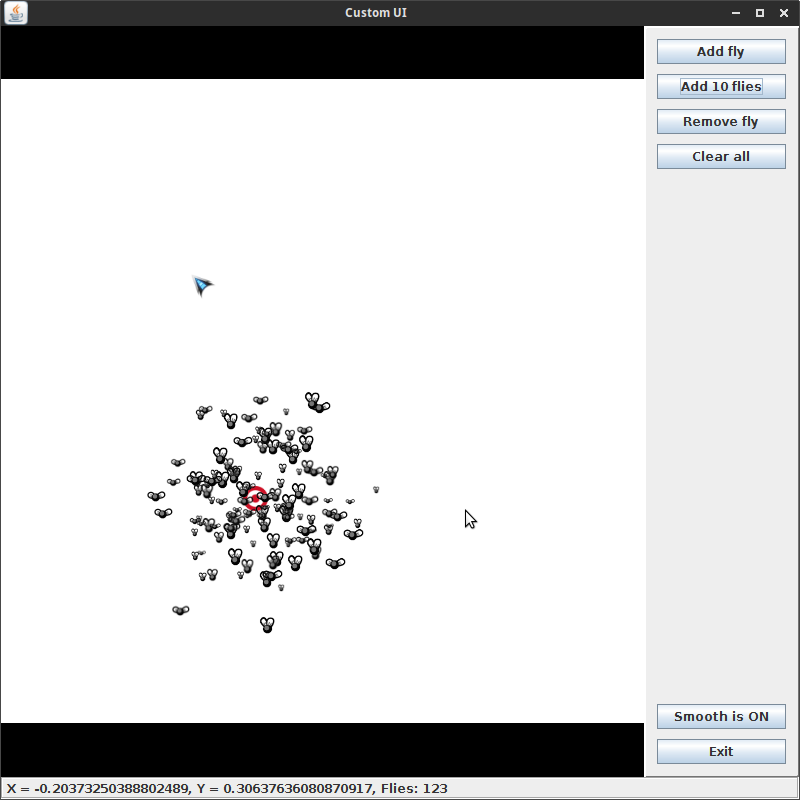 Custom UI
Add fly
Add 10 flies
Remove fly
Clear all
Smooth is ON
Exit
X = -0.20373250388802489, Y = 0.30637636080870917, Flies: 123